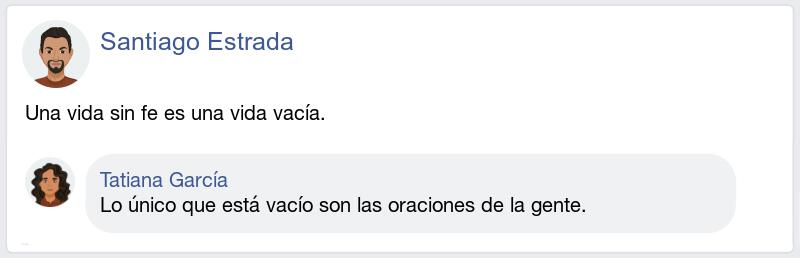 Santiago Estrada
Una vida sin fe es una vida vacía.
Tatiana García
Lo único que está vacío son las oraciones de la gente.